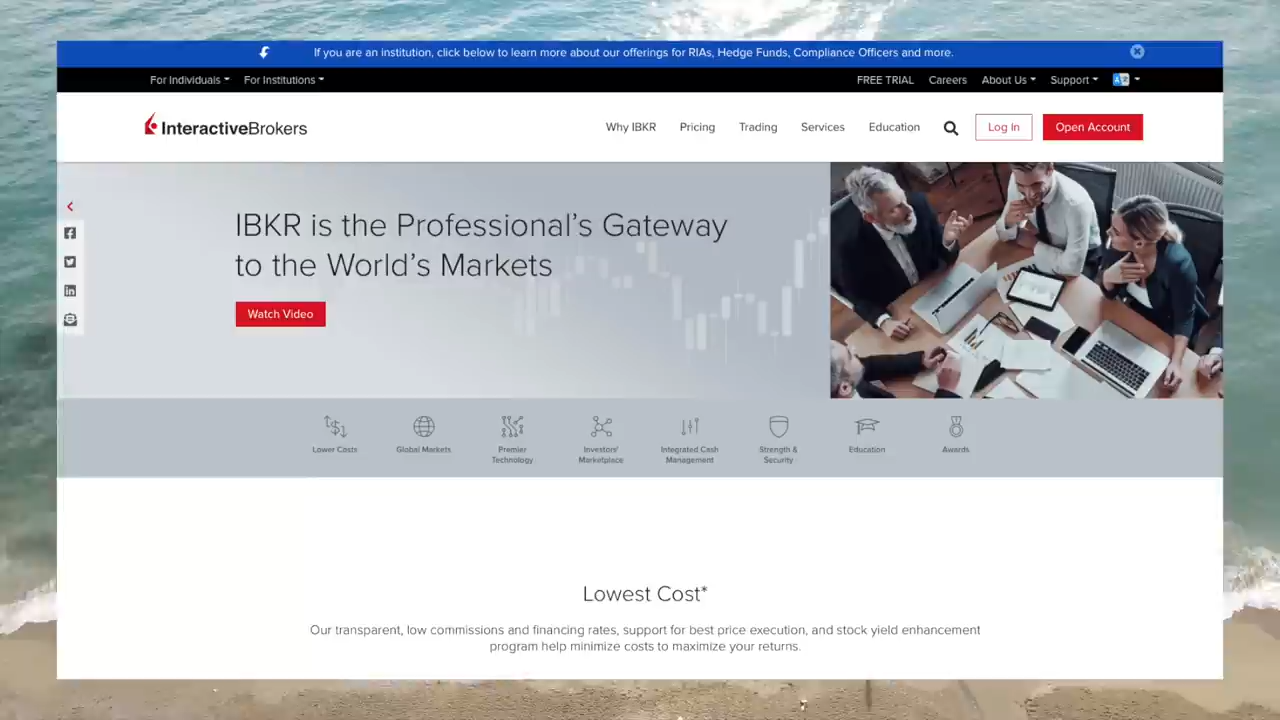 If you are an institution, click below to learn more about our offerings for RIAs, Hedge Funds, Compliance Officers and more.
For Individuals For Institutions FREE TRIAL Careers About Us Support
InteractiveBrokers Why IBKR Pricing Trading Services Education Log In Open Account
IBKR is the Professional's Gateway
to the World's Markets
Watch Video
Lower Costs Global Markets Premier Investors' Integrated Cash Strength & Education Awards
Technology Marketplace Management Security
Lowest Cost*
Our transparent, low commissions and financing rates, support for best price execution, and stock yield enhancement
program help minimize costs to maximize your returns.